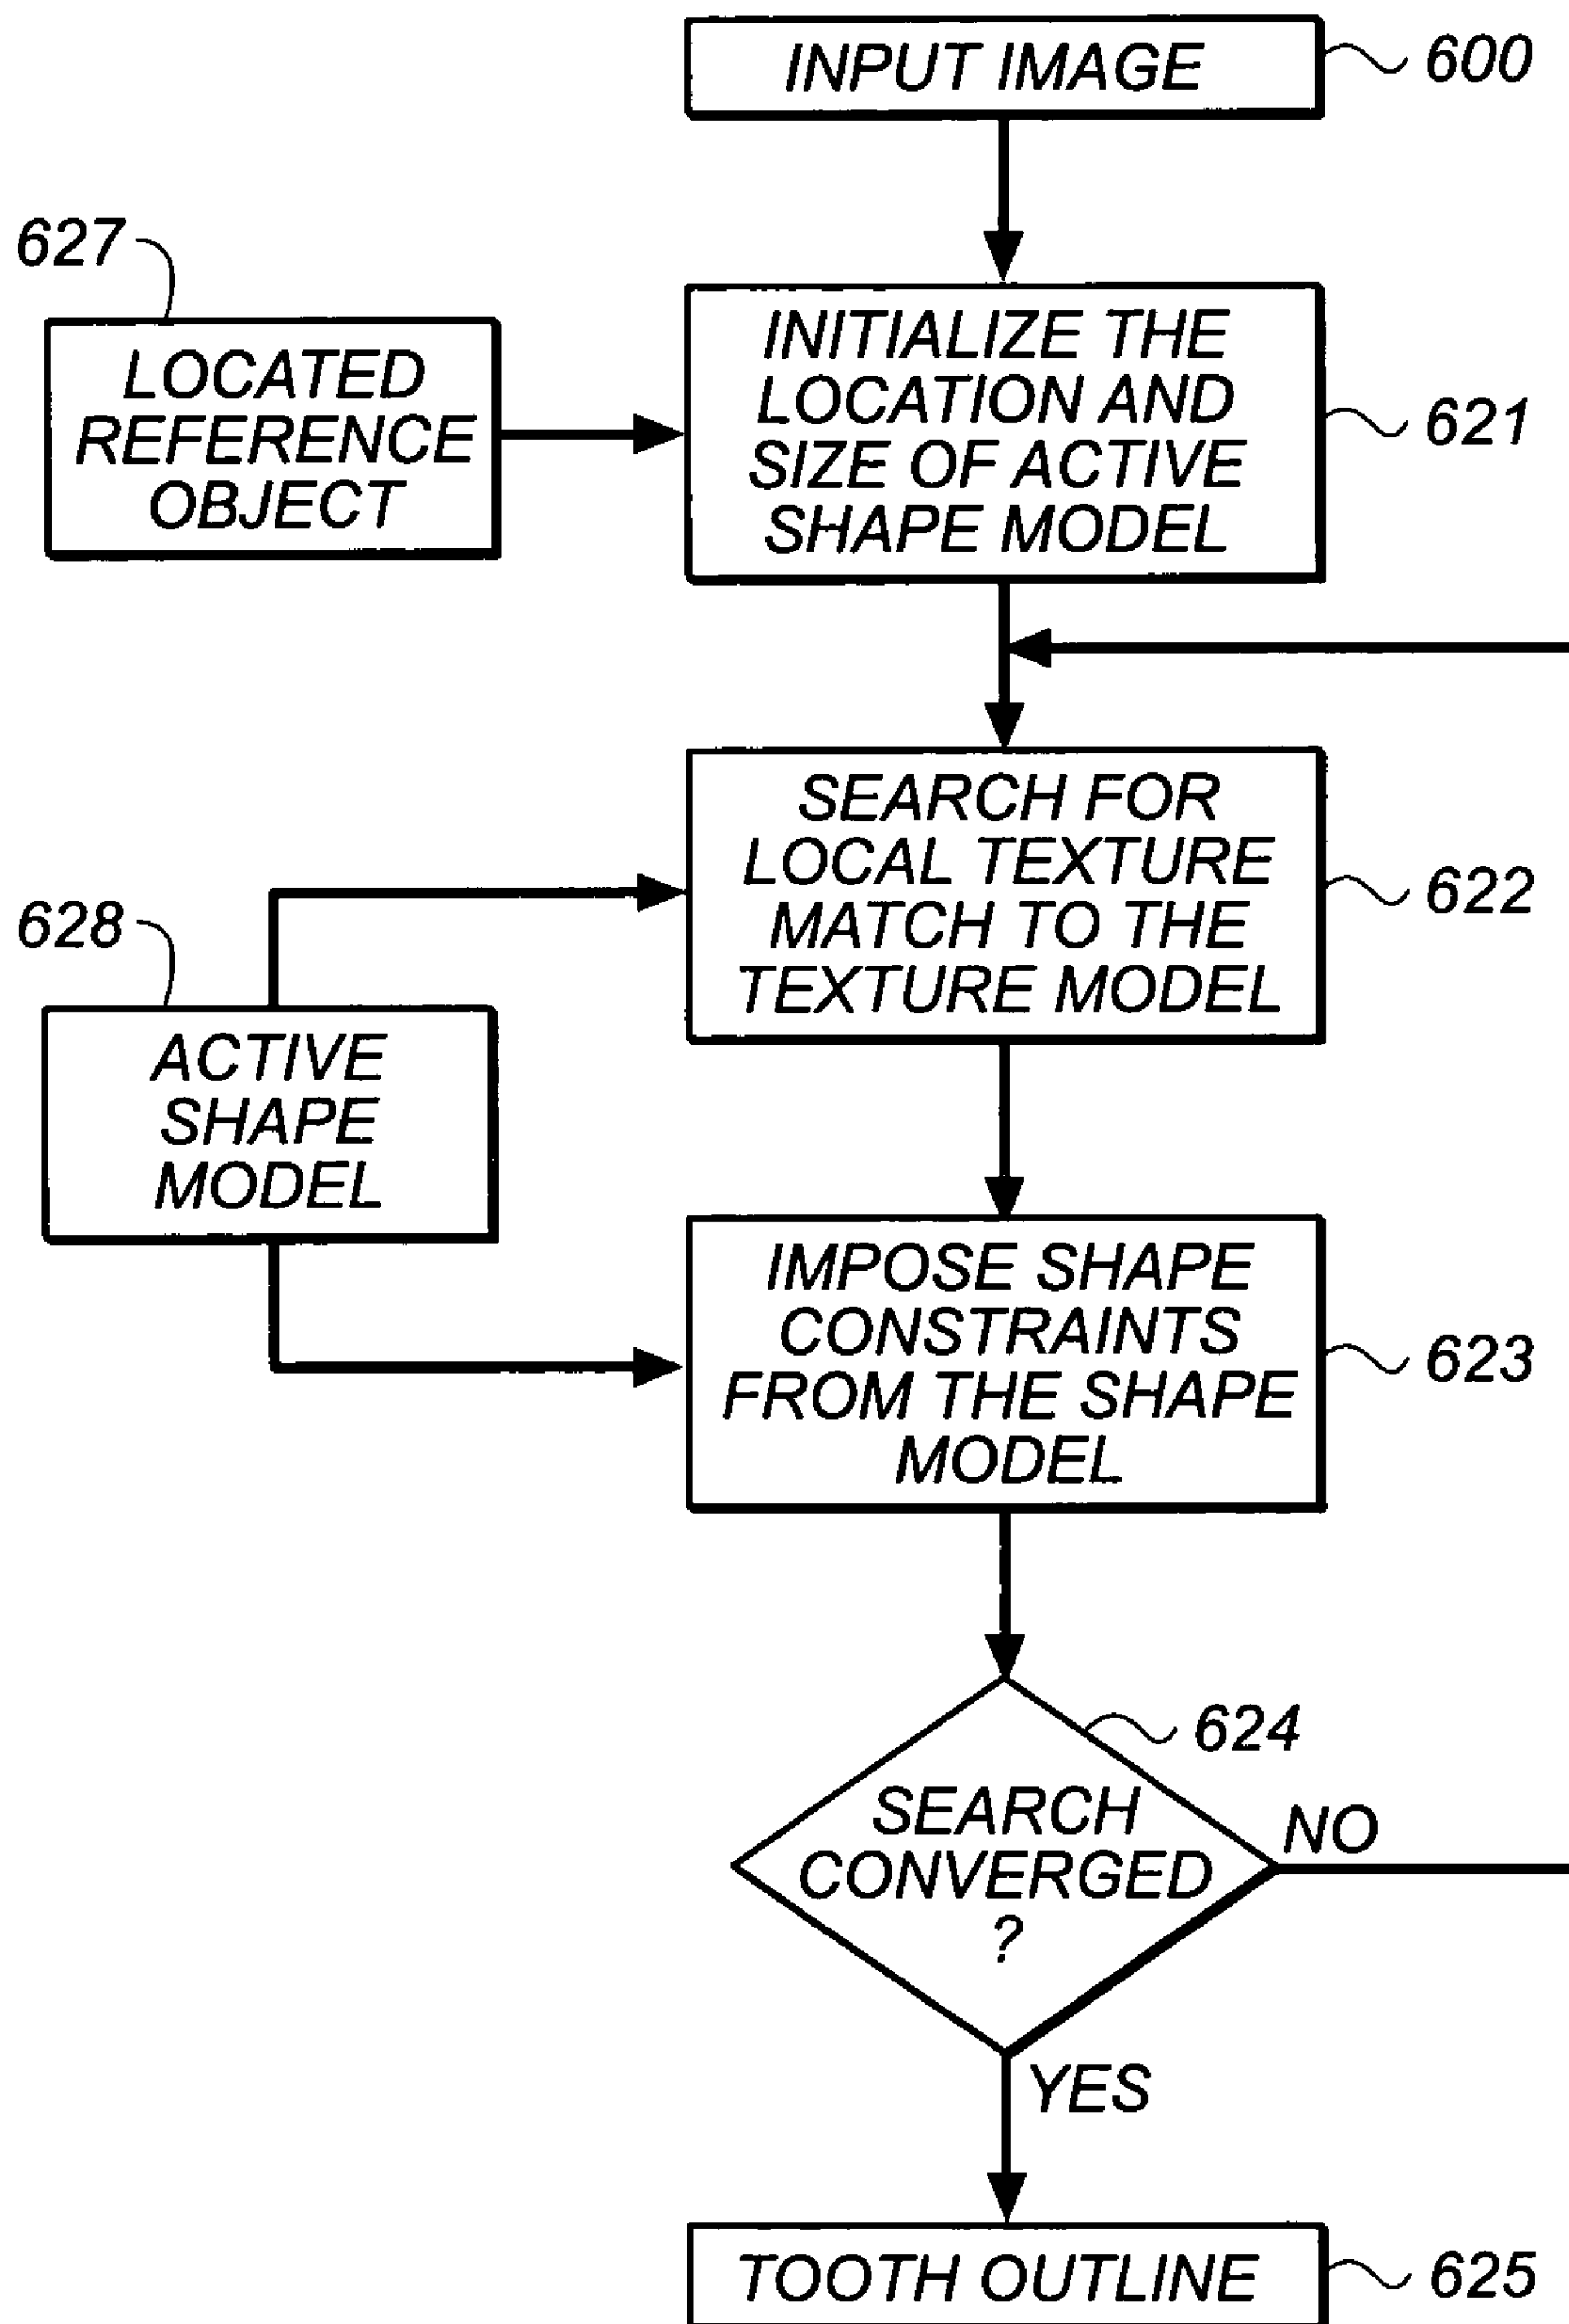 INPUT IMAGE
600
627
LOCATED
REFERENCE
OBJECT
INITIALIZE THE
LOCATION AND
SIZE OF ACTIVE
SHAPE MODEL
621
SEARCH FOR
LOCAL TEXTURE
MATCH TO THE
TEXTURE MODEL
622
628
ACTIVE
SHAPE
MODEL
IMPOSE SHAPE
CONSTRAINTS
FROM THE SHAPE
MODEL
623
624
SEARCH
CONVERGED
?
NO
YES
TOOTH OUTLINE
625